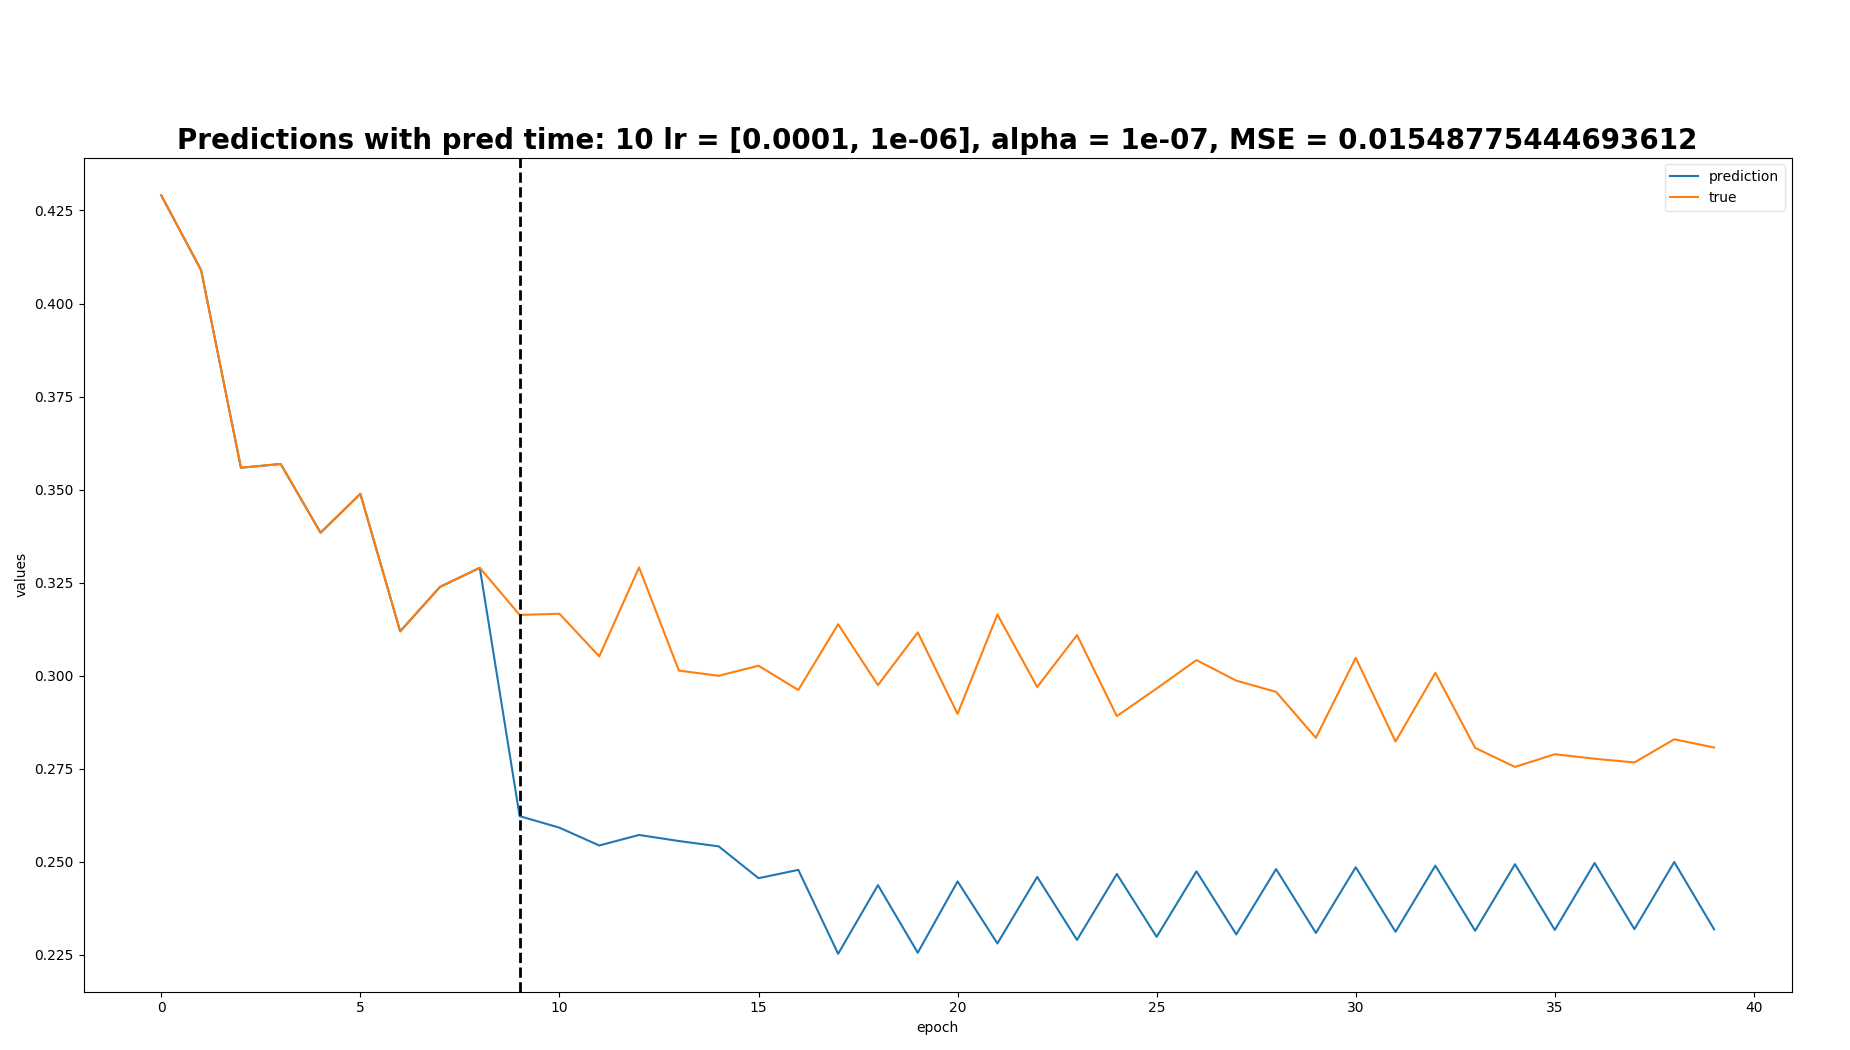 Predictions with pred time: 10 lr = [0.0001, 1e-06], alpha = 1e-07, MSE = 0.01548775444693612
prediction
true
0.425
0.400
0.375
0.350
0.325
0.300
0.275
0.250
0.225
values
0 5 10 15 20 25 30 35 40
epoch